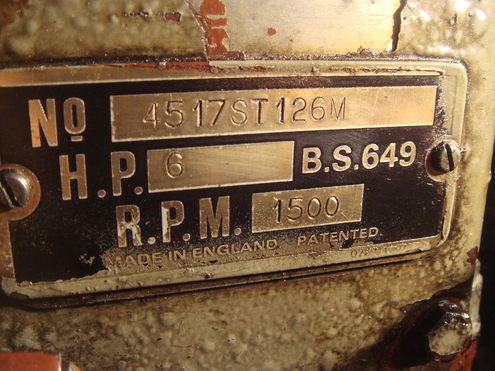 No 4517ST126M
H.P. 6 B.S.649
R.P.M. 1500
MADE IN ENGLAND. PATENTED.